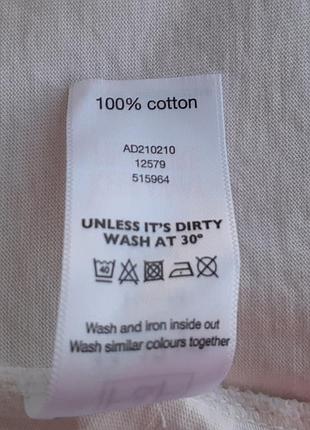 100% cotton
AD210210
12579
515964
UNLESS IT'S DIRTY
WASH AT 30º
40
Wash and iron inside out
Wash similar colours together